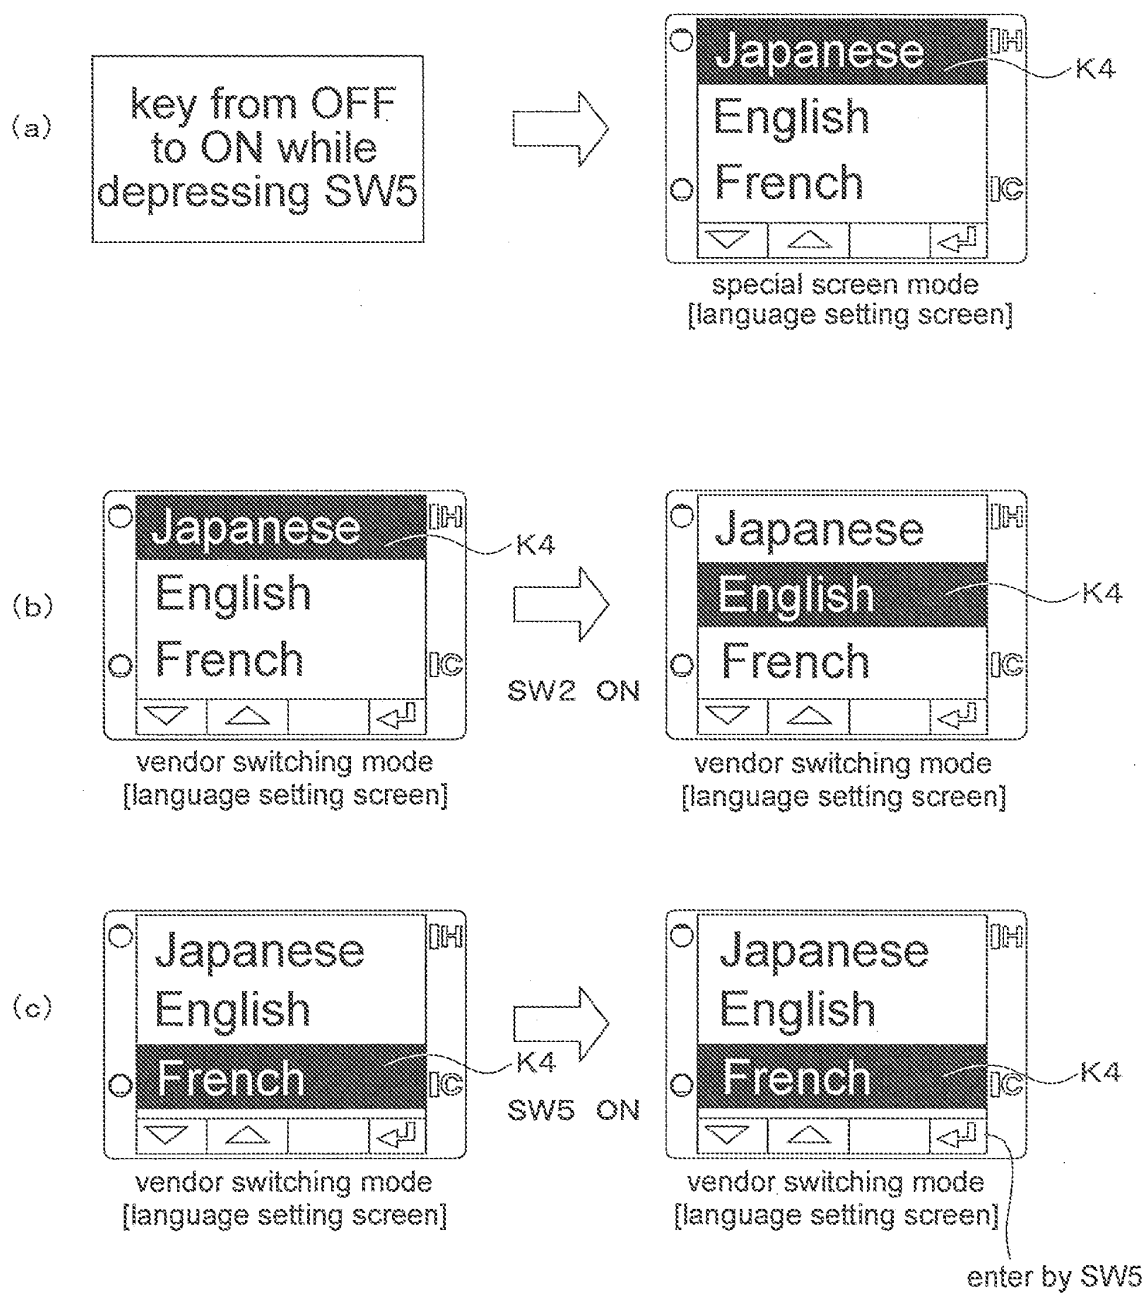 (a)
key from OFF
to ON while
depressing SW5
Japanese
English
French
H
C
K4
special screen mode
[language setting screen]
(b)
Japanese
English
French
H
C
K4
vendor switching mode
[language setting screen]
SW2 ON
Japanese
English
French
H
C
K4
vendor switching mode
[language setting screen]
(c)
Japanese
English
French
H
C
K4
vendor switching mode
[language setting screen]
SW5 ON
Japanese
English
French
H
C
K4
vendor switching mode
[language setting screen]
enter by SW5